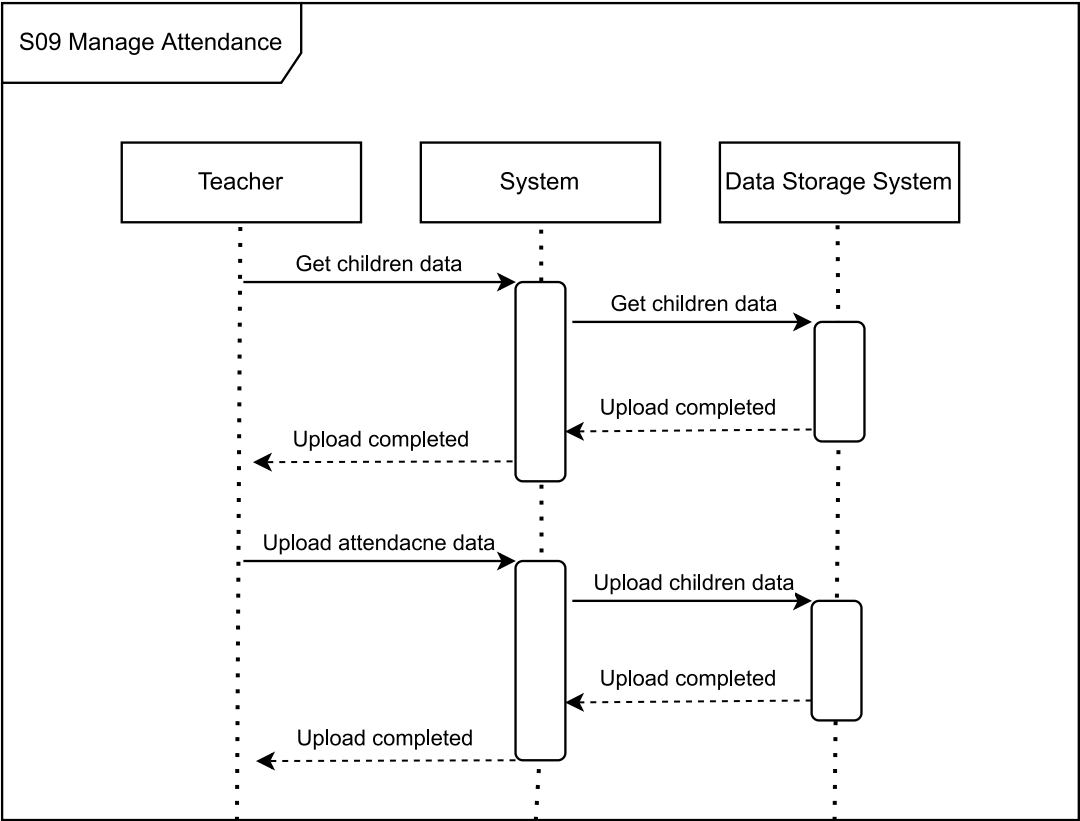 S09 Manage Attendance
Teacher
System
Data Storage System
Get children data
Get children data
Upload completed
Upload completed
Upload attendacne data
Upload children data
Upload completed
Upload completed